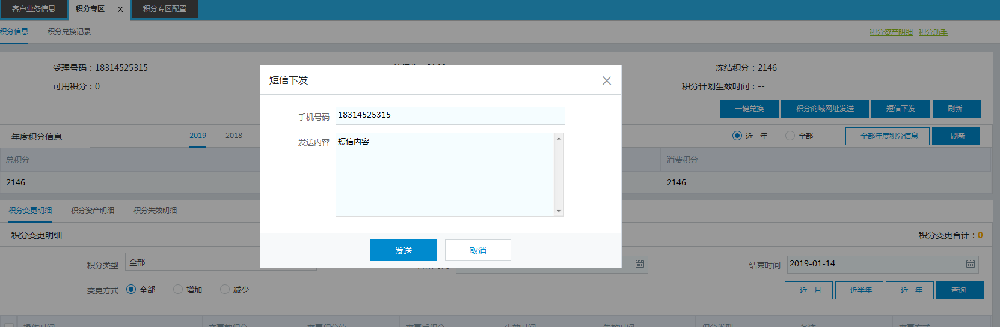 客户业务信息 积分专区 X 积分专区配置
积分信息 积分兑换记录 积分资产明细 积分助手
受理号码：18314525315 冻结积分：2146
可用积分：0 积分计划生效时间：--
一键兑换 积分商城网址发送 短信下发 刷新
短信下发
手机号码 18314525315
发送内容 短信内容
发送 取消
年度积分信息 2019 2018 近三年 全部 全部年度积分信息 刷新
总积分 消费积分
2146 2146
积分变更明细 积分资产明细 积分失效明细
积分变更明细 积分变更合计：0
积分类型 全部 结束时间 2019-01-14
变更方式 全部 增加 减少 近三月 近半年 近一年 查询